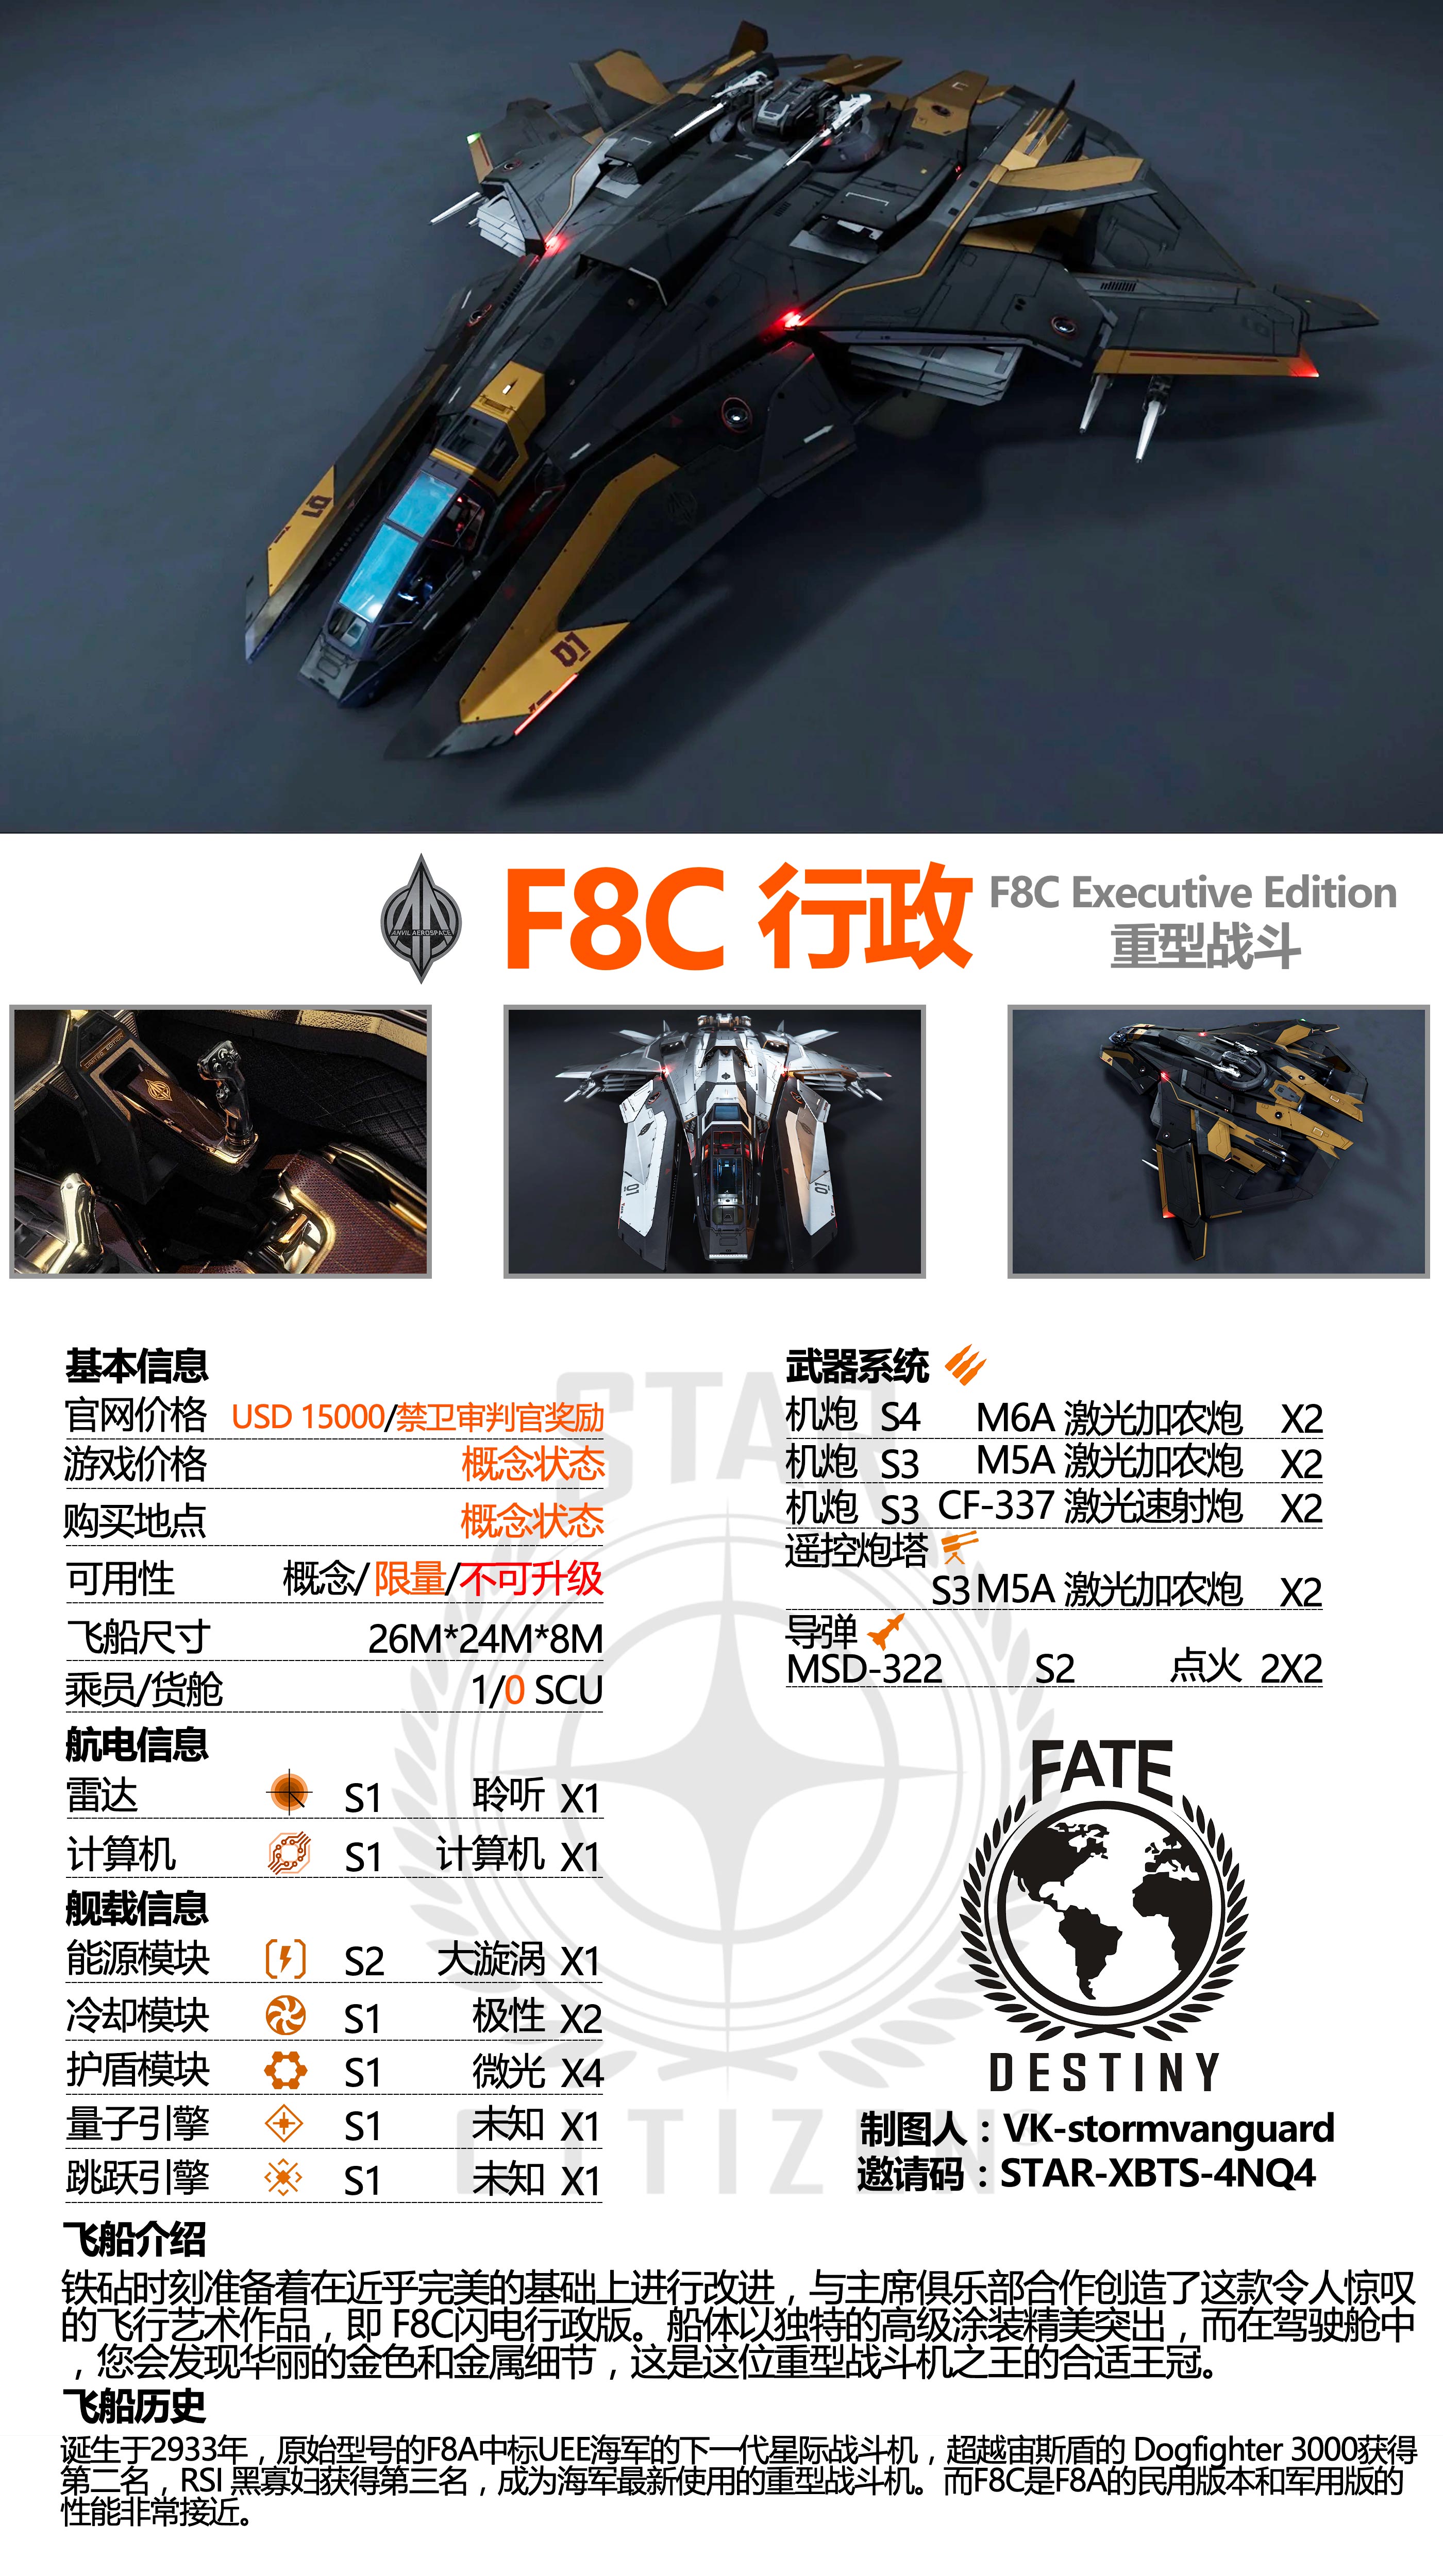 01
01
ANVIL AEROSPACE
F8C 行政
F8C Executive Edition
重型战斗
LIMITED EDITION
01
01
STAR
CITIZEN
基本信息
官网价格 USD 15000/禁卫审判官奖励
游戏价格 概念状态
购买地点 概念状态
可用性 概念/限量/不可升级
飞船尺寸 26M*24M*8M
乘员/货舱 1/0 SCU
航电信息
雷达 S1 聆听 X1
计算机 S1 计算机 X1
舰载信息
能源模块 S2 大漩涡 X1
冷却模块 S1 极性 X2
护盾模块 S1 微光 X4
量子引擎 S1 未知 X1
跳跃引擎 S1 未知 X1
武器系统
机炮 S4 M6A 激光加农炮 X2
机炮 S3 M5A 激光加农炮 X2
机炮 S3 CF-337 激光速射炮 X2
遥控炮塔
S3 M5A 激光加农炮 X2
导弹
MSD-322 S2 点火 2X2
FATE
DESTINY
制图人：VK-stormvanguard
邀请码：STAR-XBTS-4NQ4
飞船介绍
铁砧时刻准备着在近乎完美的基础上进行改进，与主席俱乐部合作创造了这款令人惊叹
的飞行艺术作品，即 F8C闪电行政版。船体以独特的高级涂装精美突出，而在驾驶舱中
，您会发现华丽的金色和金属细节，这是这位重型战斗机之王的合适王冠。
飞船历史
诞生于2933年，原始型号的F8A中标UEE海军的下一代星际战斗机，超越宙斯盾的 Dogfighter 3000获得
第二名，RSI 黑寡妇获得第三名，成为海军最新使用的重型战斗机。而F8C是F8A的民用版本和军用版的
性能非常接近。